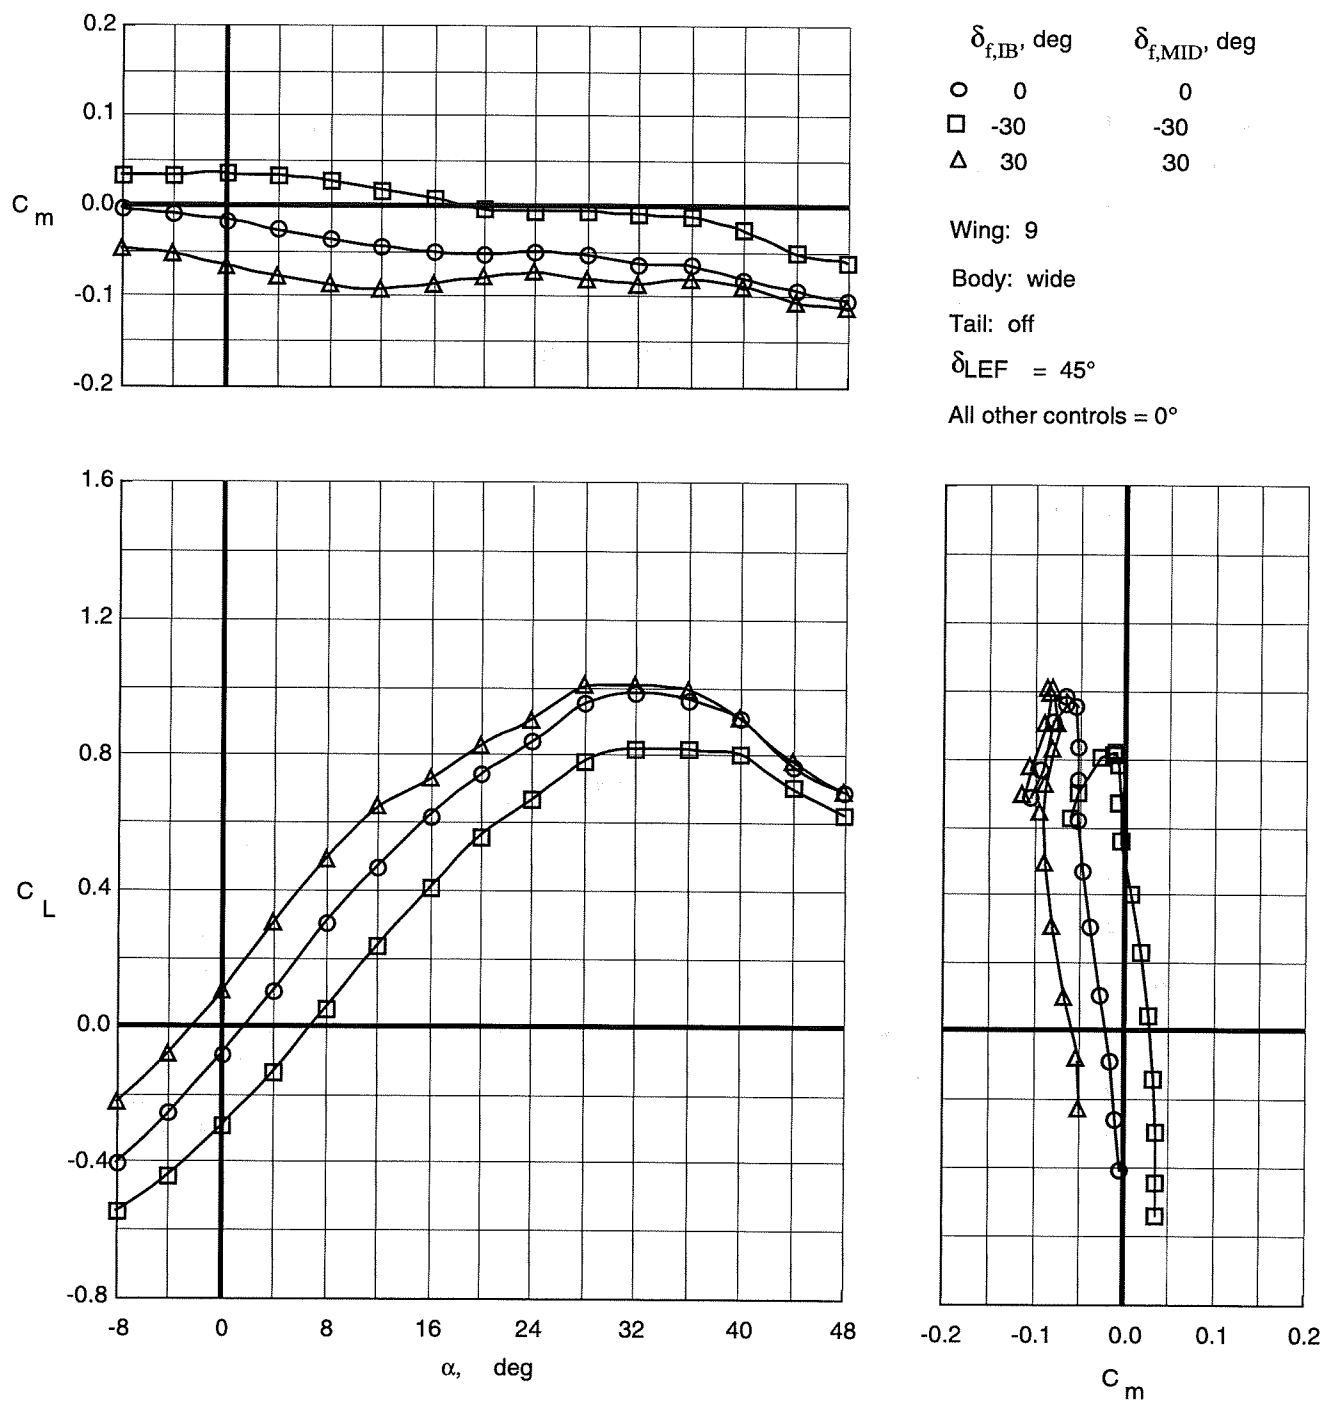 0.2
0.1
0.0
-0.1
-0.2
C m
δf,IB, deg δf,MID, deg
0 0
-30 -30
30 30
Wing: 9
Body: wide
Tail: off
δLEF = 45°
All other controls = 0°
1.6
1.2
0.8
0.4
0.0
-0.4
-0.8
C L
-8 0 8 16 24 32 40 48
α, deg
-0.2 -0.1 0.0 0.1 0.2
C m